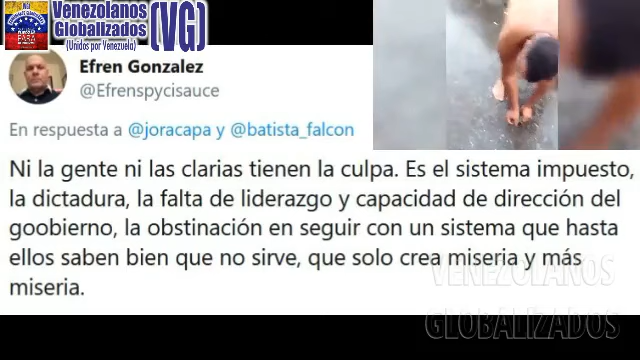 Venezolanos
Globalizados
(Unidos por Venezuela)
(VG)
Efren Gonzalez
@Efrenspycisauce
En respuesta a @joracapa y @batista_falcon
Ni la gente ni las clarias tienen la culpa. Es el sistema impuesto,
la dictadura, la falta de liderazgo y capacidad de dirección del
goobierno, la obstinación en seguir con un sistema que hasta
ellos saben bien que no sirve, que solo crea miseria y más
miseria.
VENEZOLANOS
GLOBALIZADOS